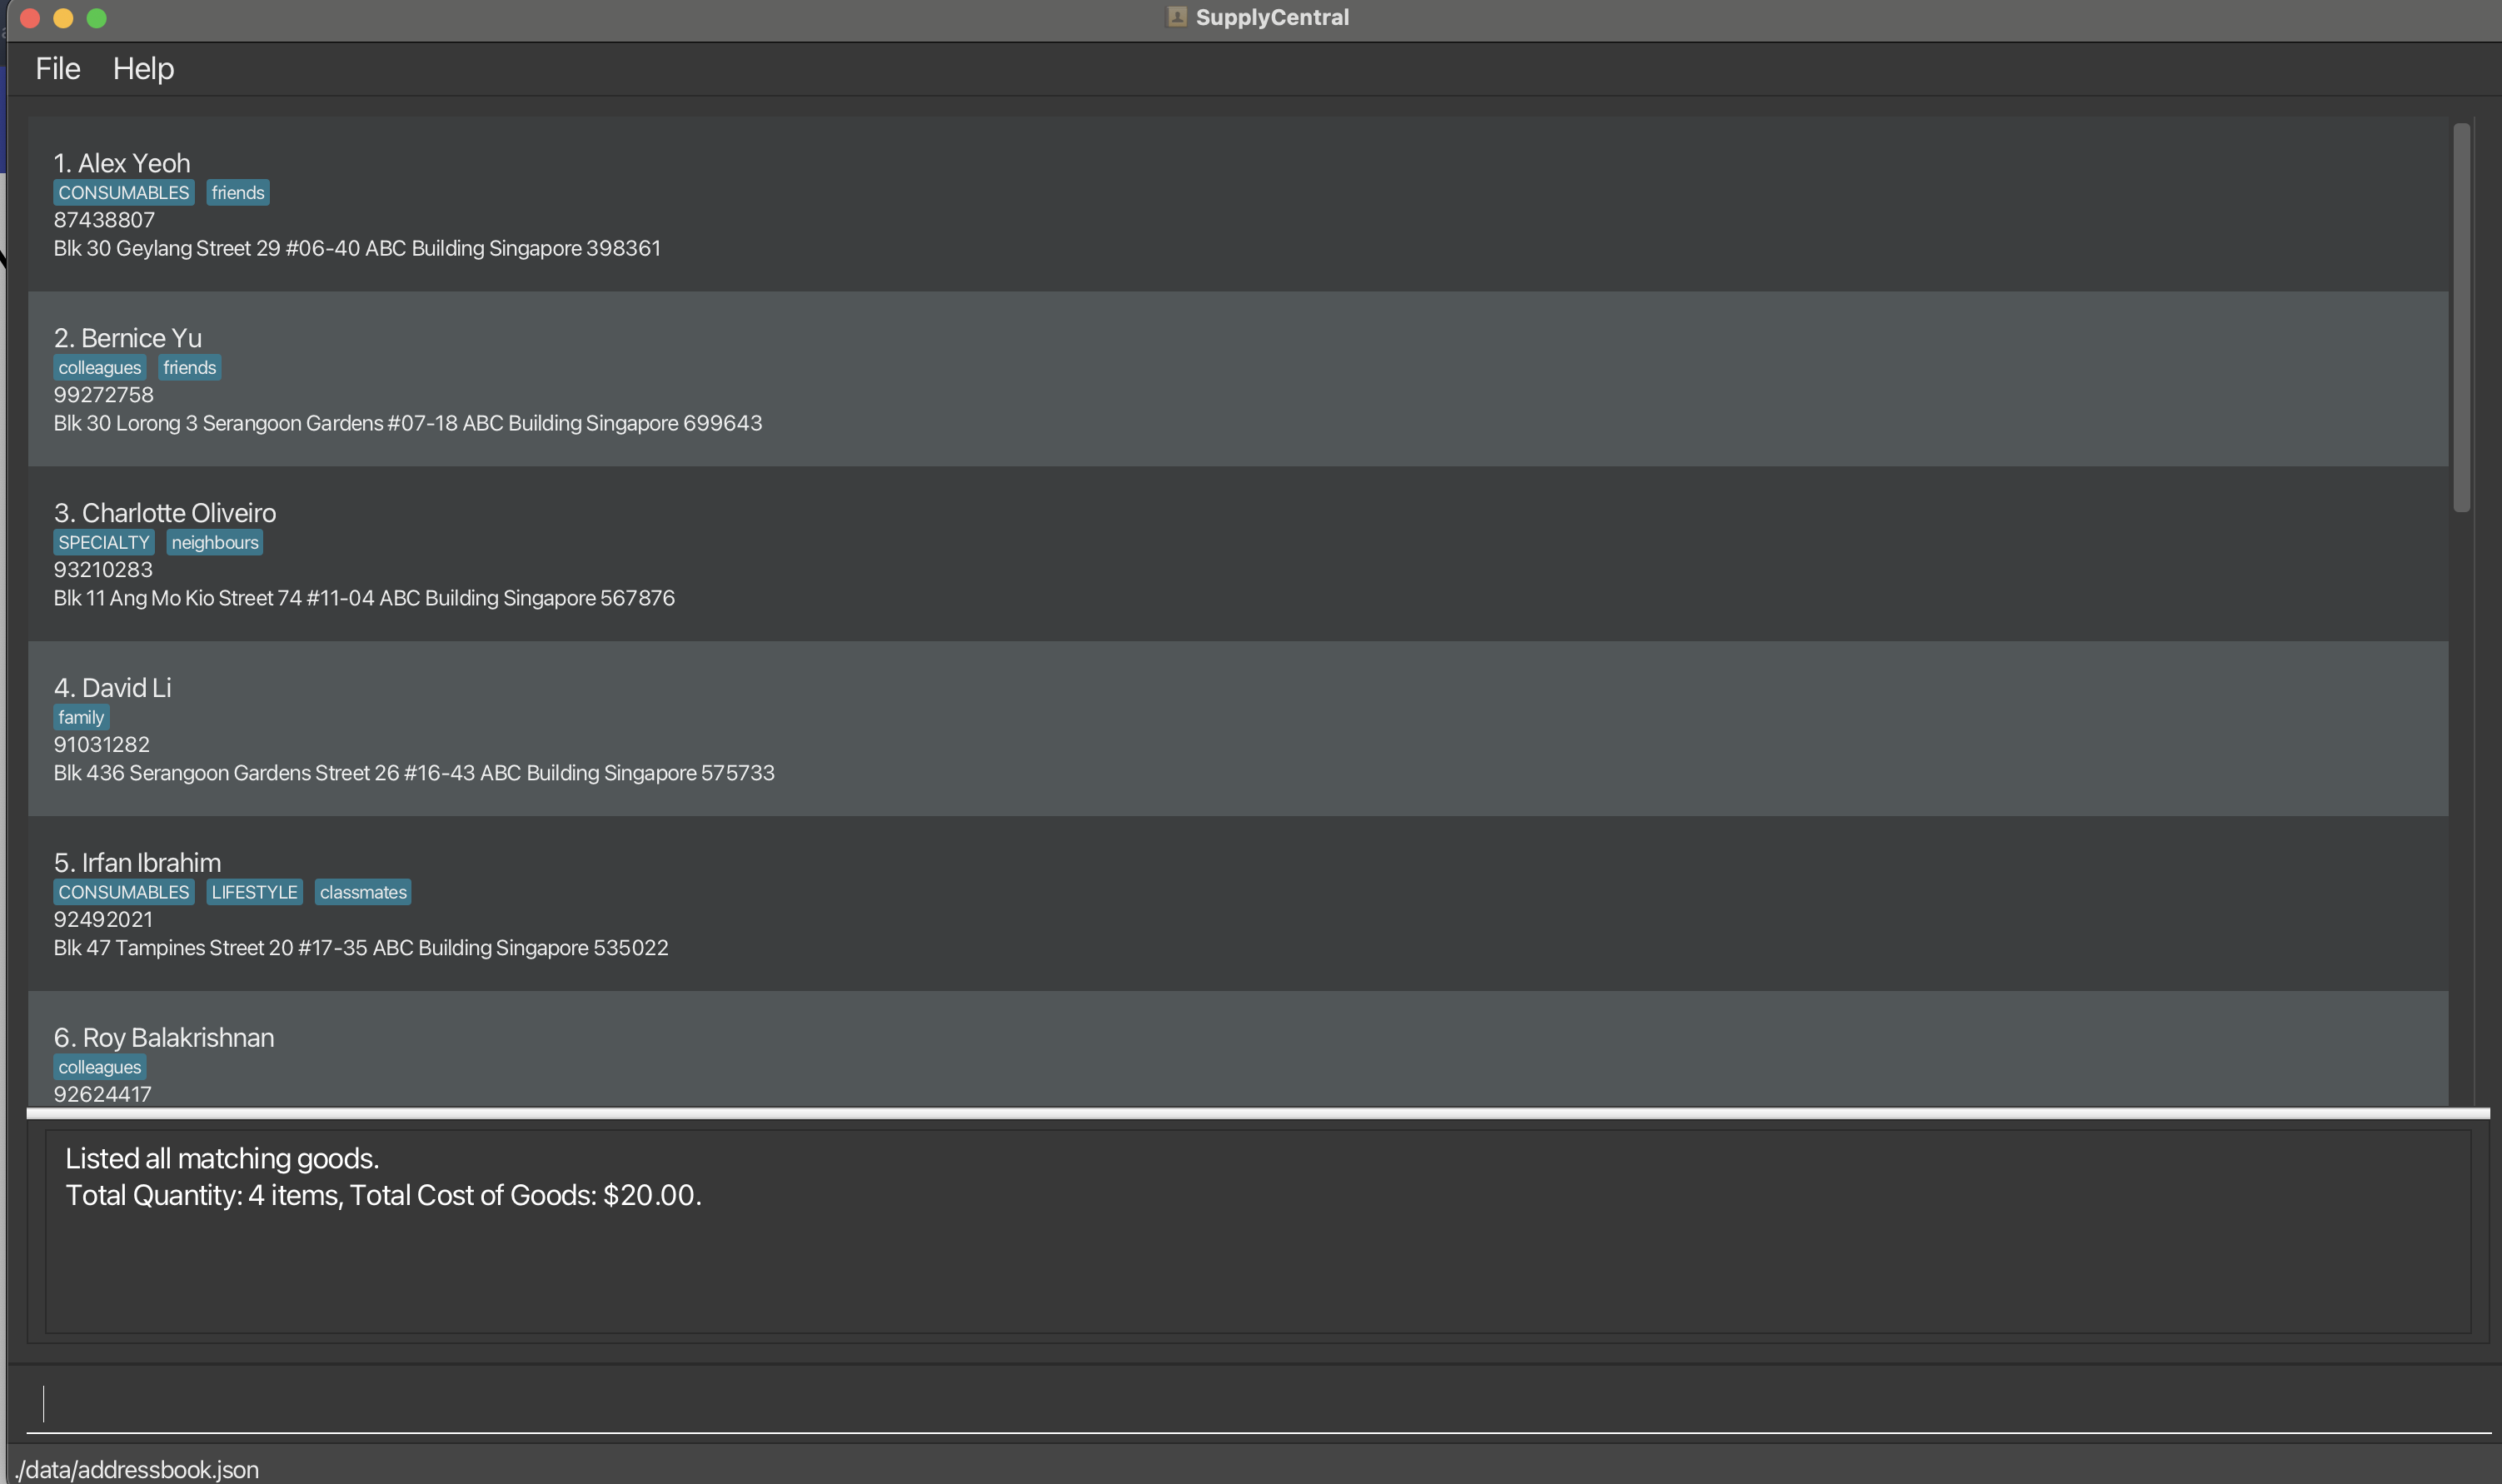 SupplyCentral
File Help
1. Alex Yeoh
CONSUMABLES friends
87438807
Blk 30 Geylang Street 29 #06-40 ABC Building Singapore 398361
2. Bernice Yu
colleagues friends
99272758
Blk 30 Lorong 3 Serangoon Gardens #07-18 ABC Building Singapore 699643
3. Charlotte Oliveiro
SPECIALTY neighbours
93210283
Blk 11 Ang Mo Kio Street 74 #11-04 ABC Building Singapore 567876
4. David Li
family
91031282
Blk 436 Serangoon Gardens Street 26 #16-43 ABC Building Singapore 575733
5. Irfan Ibrahim
CONSUMABLES LIFESTYLE classmates
92492021
Blk 47 Tampines Street 20 #17-35 ABC Building Singapore 535022
6. Roy Balakrishnan
colleagues
92624417
Listed all matching goods.
Total Quantity: 4 items, Total Cost of Goods: $20.00.
./data/addressbook.json